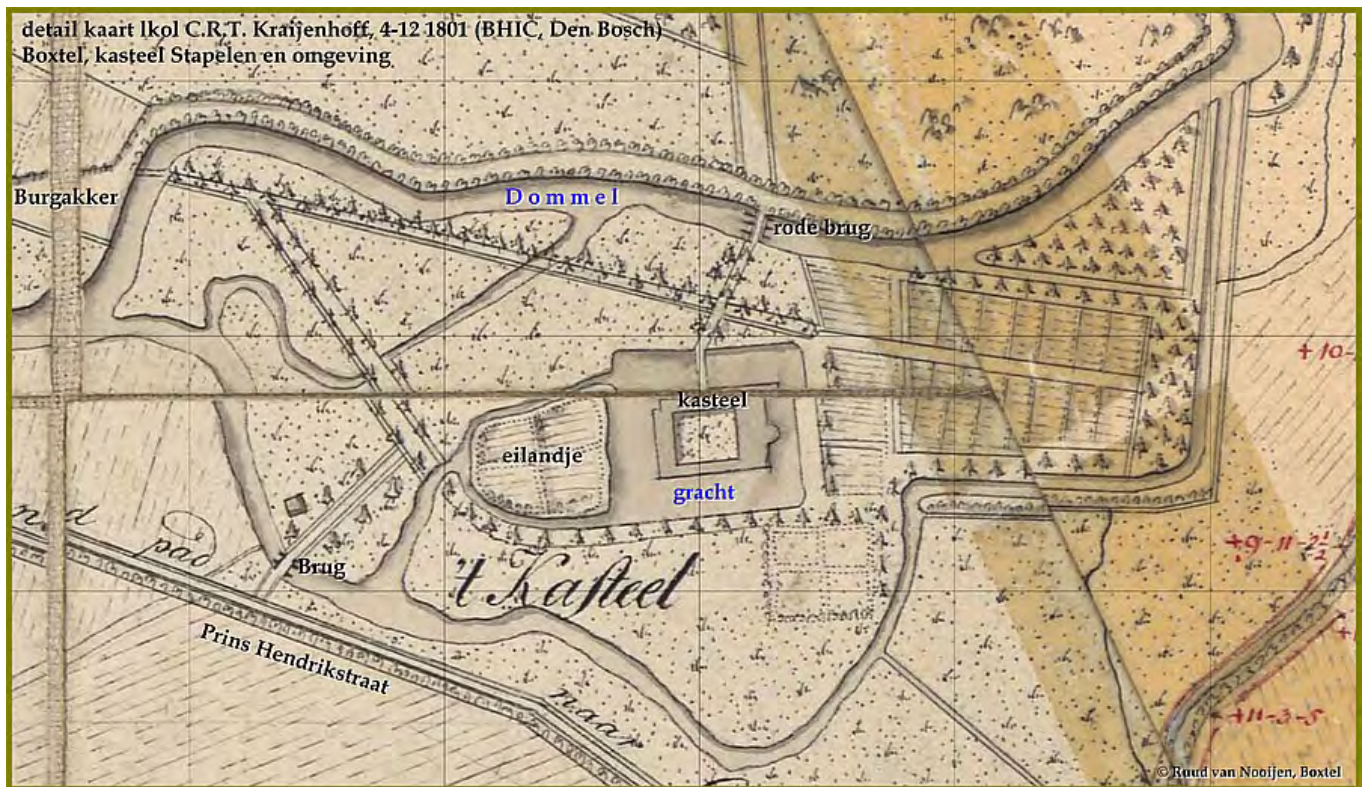 detail kaart lkol C.R.T. Kraijenhoff, 4-12 1801 (BHIC, Den Bosch)
Boxtel, kasteel Stapelen en omgeving
Burgakker
Dommel
rode brug
+10-
kasteel
eilandje
gracht
pad
+9-11-2½
Brug
't Kasteel
Prins Hendrikstraat
naar
+11-3-5
© Ruud van Nooijen, Boxtel